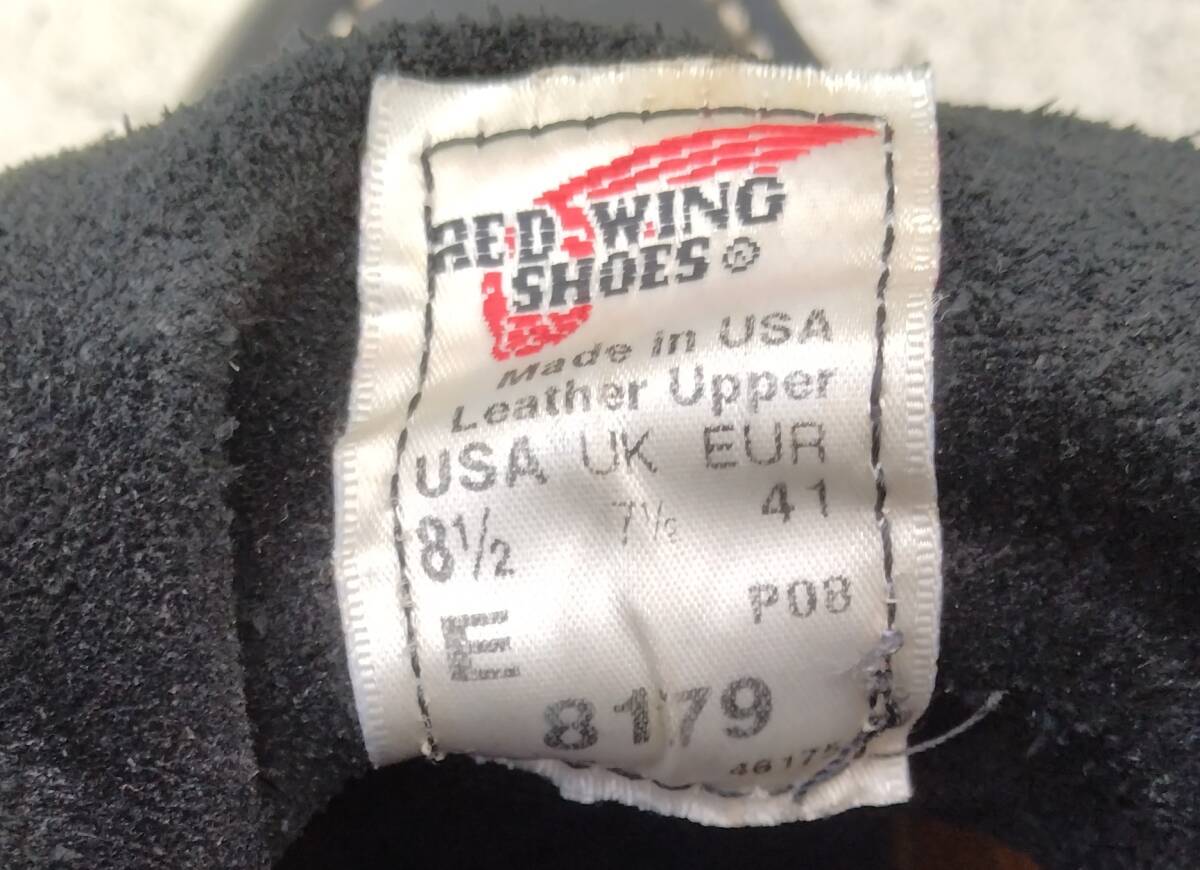 RED WING
SHOES®
Made in USA
Leather Upper
USA UK EUR
8½ 7½ 41
E P08
8179